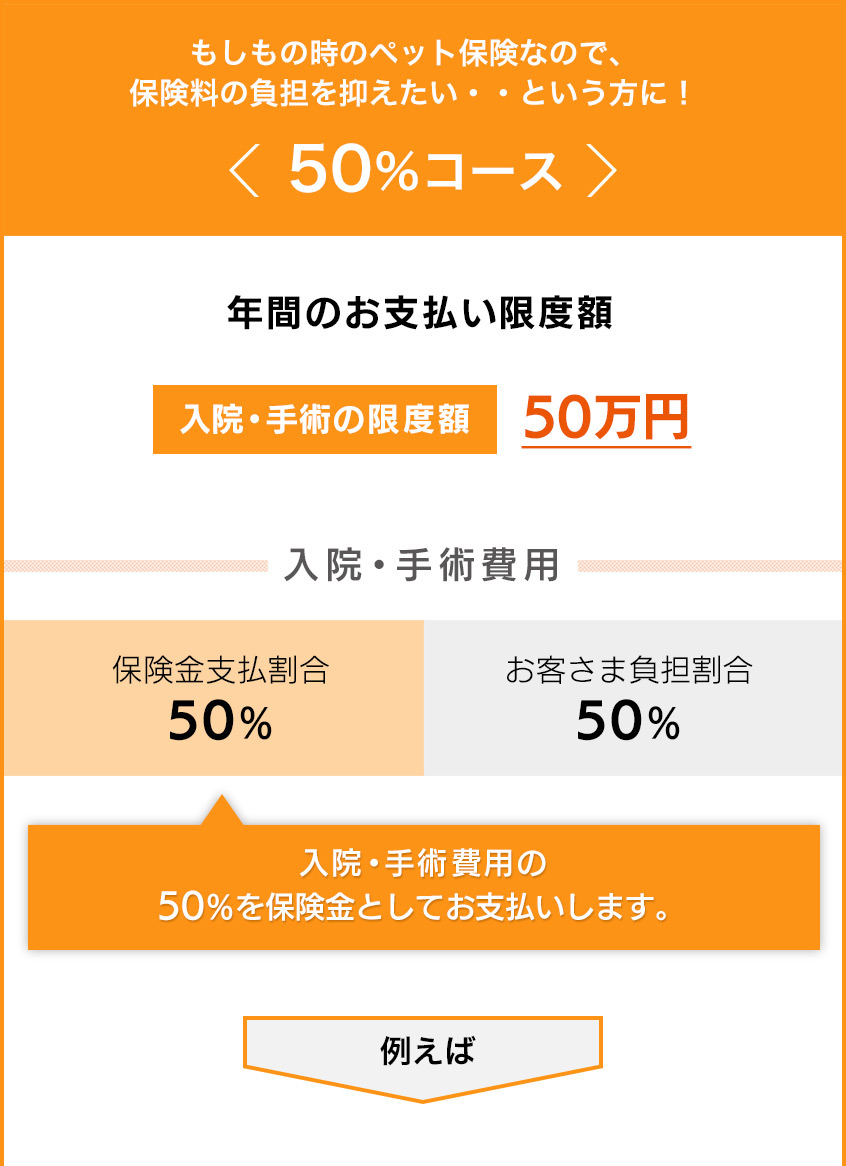 もしもの時のペット保険なので、
保険料の負担を抑えたい・・という方に！
〈 50%コース 〉
年間のお支払い限度額
入院・手術の限度額 50万円
入院・手術費用
保険金支払割合 お客さま負担割合
50% 50%
入院・手術費用の
50%を保険金としてお支払いします。
例えば